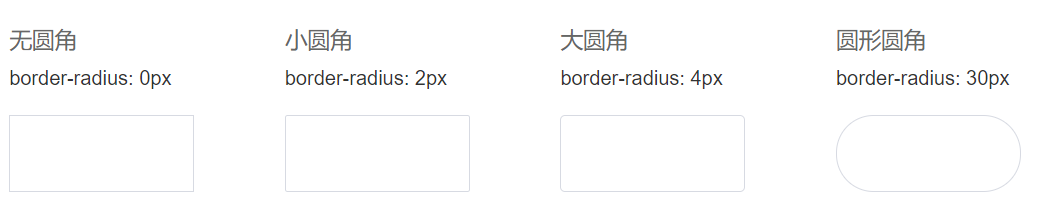 无圆角
border-radius: 0px
小圆角
border-radius: 2px
大圆角
border-radius: 4px
圆形圆角
border-radius: 30px